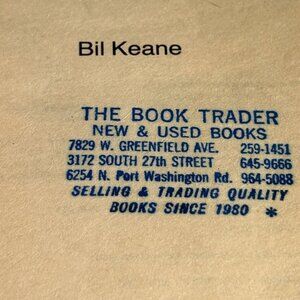 Bil Keane
THE BOOK TRADER
NEW & USED BOOKS
7829 W. GREENFIELD AVE. 259-1451
3172 SOUTH 27th STREET 645-9666
6254 N. Port Washington Rd. 964-5088
SELLING & TRADING QUALITY
BOOKS SINCE 1980 *